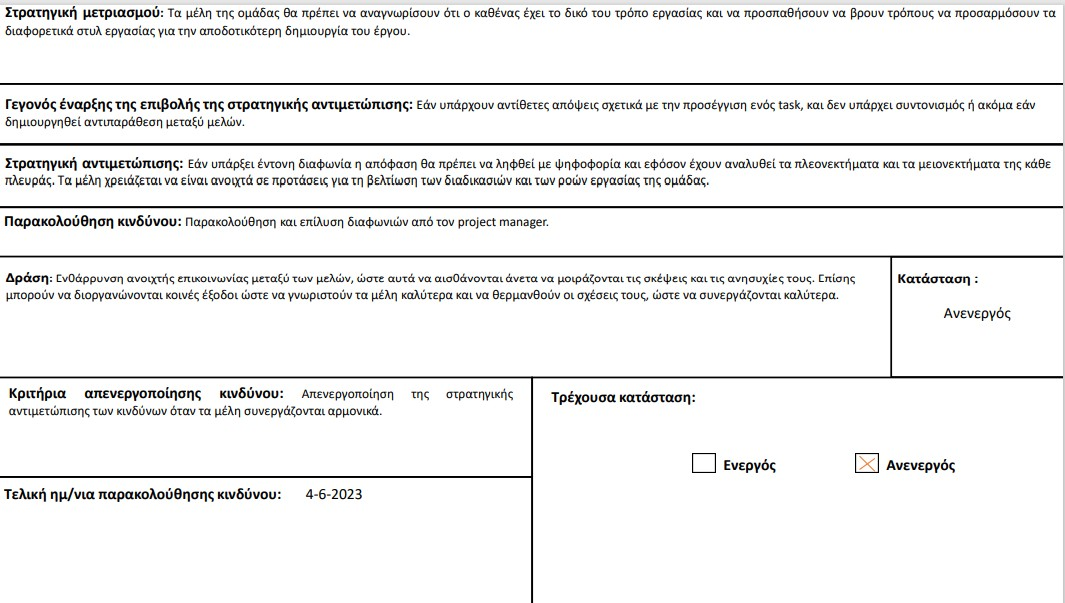 Στρατηγική μετριασμού: Τα μέλη της ομάδας θα πρέπει να αναγνωρίσουν ότι ο καθένας έχει το δικό του τρόπο εργασίας και να προσπαθήσουν να βρουν τρόπους να προσαρμόσουν τα
διαφορετικά στυλ εργασίας για την αποδοτικότερη δημιουργία του έργου.
Γεγονός έναρξης της επιβολής της στρατηγικής αντιμετώπισης: Εάν υπάρχουν αντίθετες απόψεις σχετικά με την προσέγγιση ενός task, και δεν υπάρχει συντονισμός ή ακόμα εάν
δημιουργηθεί αντιπαράθεση μεταξύ μελών.
Στρατηγική αντιμετώπισης: Εάν υπάρξει έντονη διαφωνία η απόφαση θα πρέπει να ληφθεί με ψηφοφορία και εφόσον έχουν αναλυθεί τα πλεονεκτήματα και τα μειονεκτήματα της κάθε
πλευράς. Τα μέλη χρειάζεται να είναι ανοιχτά σε προτάσεις για τη βελτίωση των διαδικασιών και των ροών εργασίας της ομάδας.
Παρακολούθηση κινδύνου: Παρακολούθηση και επίλυση διαφωνιών από τον project manager.
Δράση: Ενθάρρυνση ανοιχτής επικοινωνίας μεταξύ των μελών, ώστε αυτά να αισθάνονται άνετα να μοιράζονται τις σκέψεις και τις ανησυχίες τους. Επίσης
μπορούν να διοργανώνονται κοινές έξοδοι ώστε να γνωριστούν τα μέλη καλύτερα και να θερμανθούν οι σχέσεις τους, ώστε να συνεργάζονται καλύτερα.
Κατάσταση :
Ανενεργός
Κριτήρια απενεργοποίησης κινδύνου: Απενεργοποίηση της στρατηγικής
αντιμετώπισης των κινδύνων όταν τα μέλη συνεργάζονται αρμονικά.
Τρέχουσα κατάσταση:
Ενεργός Ανενεργός
Τελική ημ/νια παρακολούθησης κινδύνου: 4-6-2023